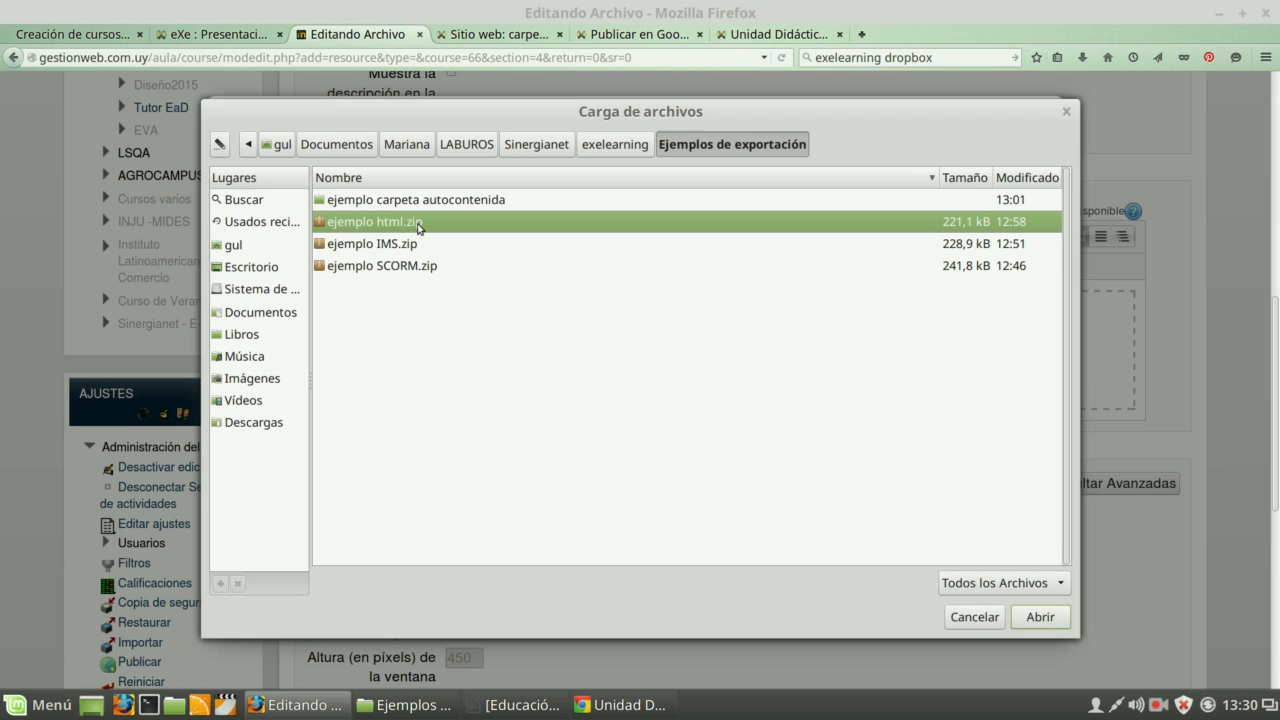 Editando Archivo - Mozilla Firefox
Creación de cursos...
eXe : Presentaci...
Editando Archivo
Sitio web: carpe...
Publicar en Goo...
Unidad Didáctic...
gestionweb.com.uy/aula/course/modedit.php?add=resource&type=&course=66&section=4&return=0&sr=0
exelearning dropbox
Muestra la
descripción en la
Diseño2015
Tutor EaD
EVA
LSQA
AGROCAMPUS
Cursos varios
INJU -MIDES
Instituto
Latinoamerican
Comercio
Curso de Veran
Sinergianet - E
Carga de archivos
gul
Documentos
Mariana
LABUROS
Sinergianet
exelearning
Ejemplos de exportación
Lugares
Buscar
Usados reci...
gul
Escritorio
Sistema de ...
Documentos
Libros
Música
Imágenes
Vídeos
Descargas
Nombre Tamaño Modificado
ejemplo carpeta autocontenida 13:01
ejemplo html.zip 221,1 kB 12:58
ejemplo IMS.zip 228,9 kB 12:51
ejemplo SCORM.zip 241,8 kB 12:46
Todos los Archivos
Cancelar Abrir
sponible
ltar Avanzadas
AJUSTES
Administración del
Desactivar edic
Desconectar Se
de actividades
Editar ajustes
Usuarios
Filtros
Calificaciones
Copia de segur
Restaurar
Importar
Publicar
Reiniciar
Altura (en píxels) de
la ventana
450
Menú
Editando ...
Ejemplos ...
[Educació...
Unidad D...
13:30